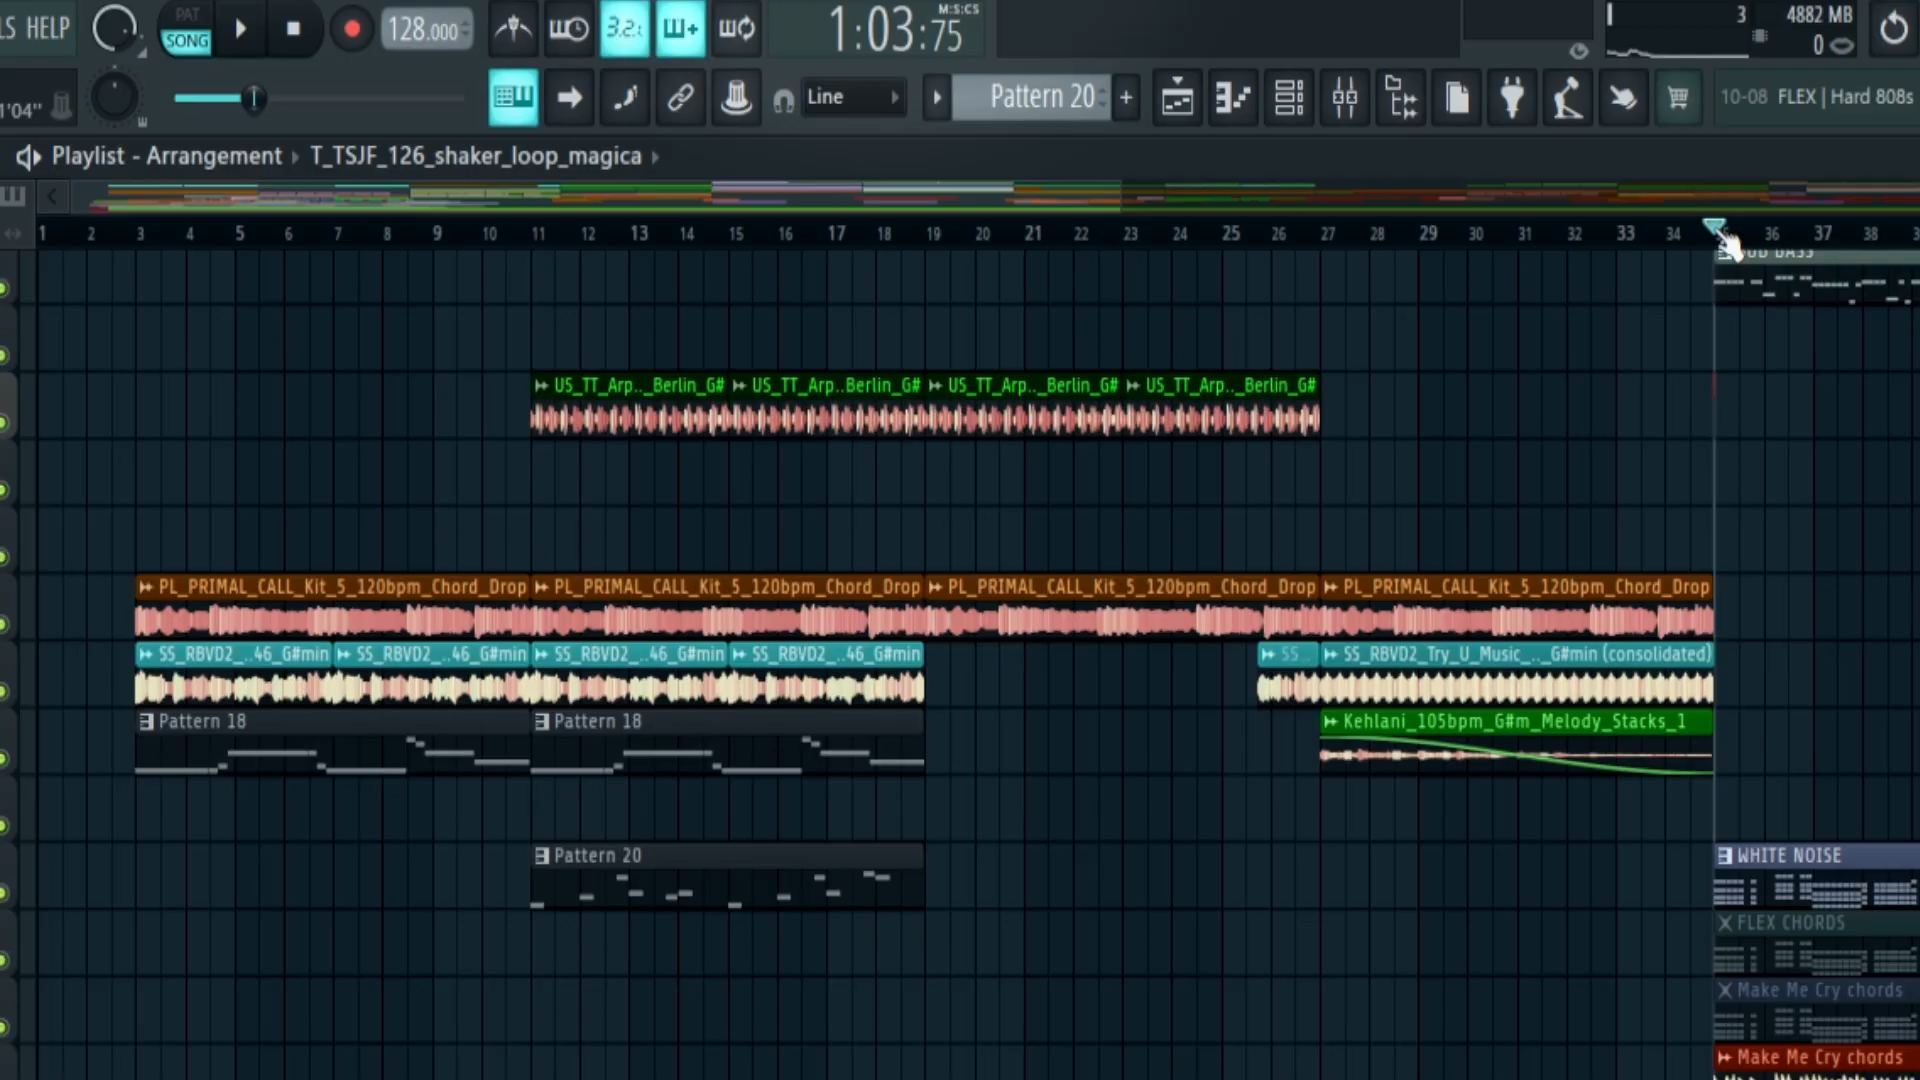 LS HELP
PAT
SONG
128.000
3.2:
1:03:75
M:S:CS
3
4882 MB
0
1'04"
Line
Pattern 20
+
10-08 FLEX | Hard 808s
Playlist - Arrangement T_TSJF_126_shaker_loop_magica
1 2 3 4 5 6 7 8 9 10 11 12 13 14 15 16 17 18 19 20 21 22 23 24 25 26 27 28 29 30 31 32 33 34 36 37 38
US_TT_Arp.._Berlin_G# US_TT_Arp..Berlin_G# US_TT_Arp.._Berlin_G# US_TT_Arp.._Berlin_G#
PL_PRIMAL_CALL_Kit_5_120bpm_Chord_Drop PL_PRIMAL_CALL_Kit_5_120bpm_Chord_Drop PL_PRIMAL_CALL_Kit_5_120bpm_Chord_Drop PL_PRIMAL_CALL_Kit_5_120bpm_Chord_Drop
SS_RBVD2_..46_G#min SS_RBVD2_..46_G#min SS_RBVD2_..46_G#min SS_RBVD2_..46_G#min SS.. SS_RBVD2_Try_U_Music_.._G#min (consolidated)
Pattern 18 Pattern 18 Kehlani_105bpm_G#m_Melody_Stacks_1
Pattern 20 WHITE NOISE
FLEX CHORDS
Make Me Cry chords
Make Me Cry chords